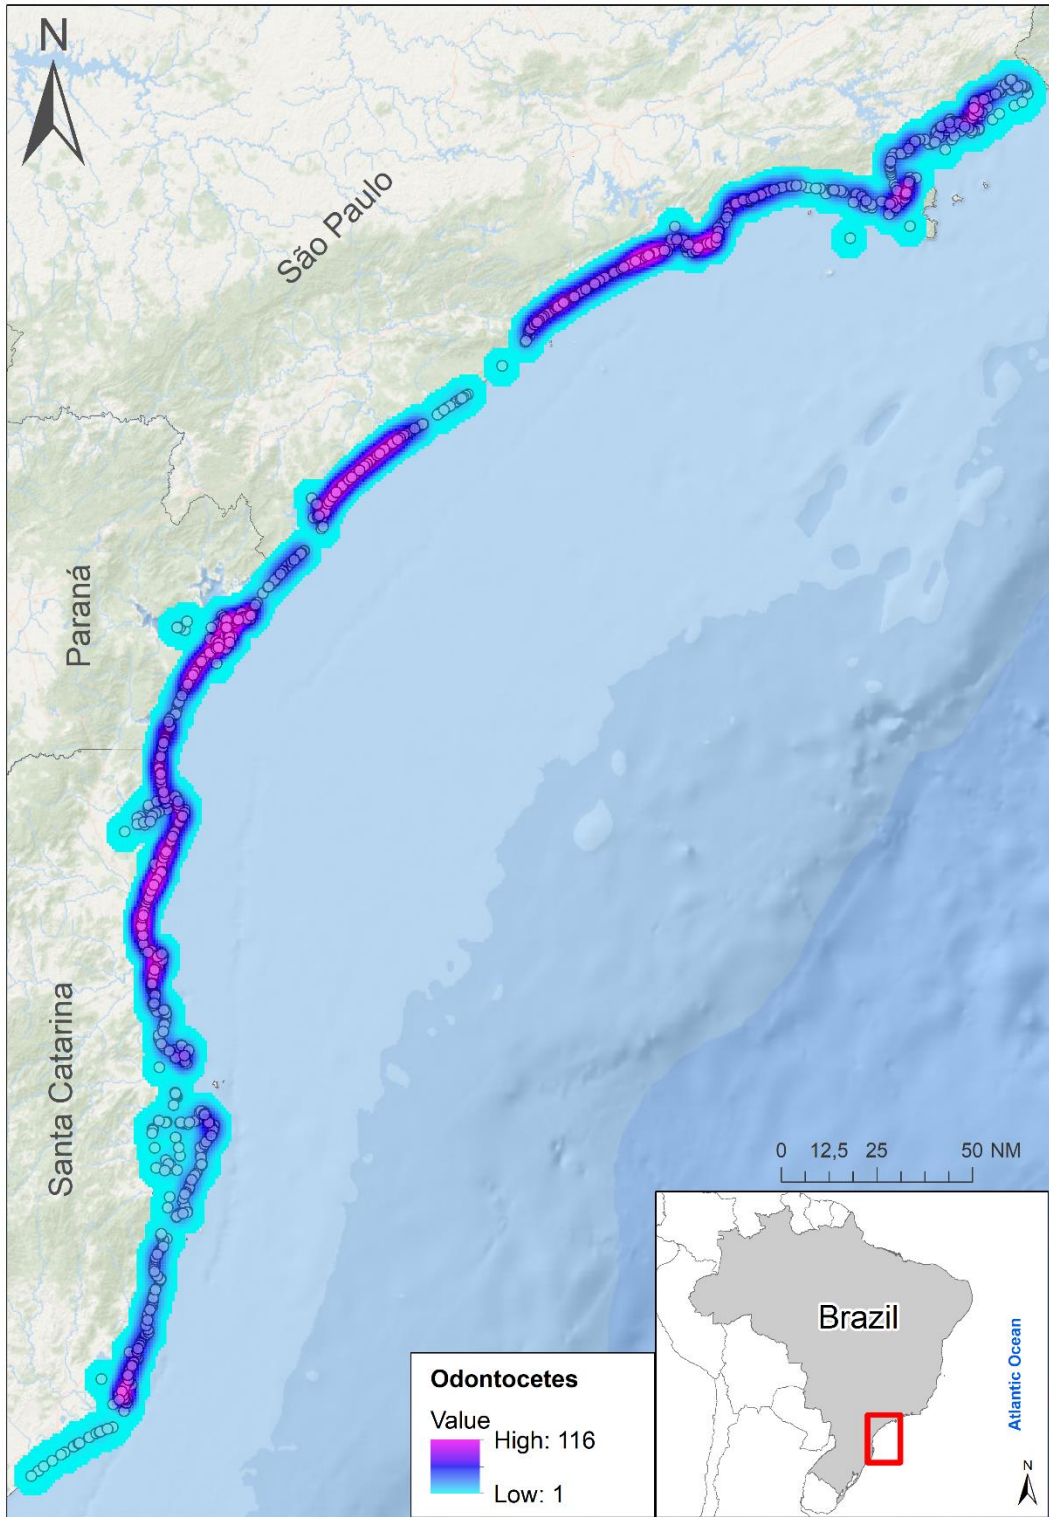 N
São Paulo
Paraná
Santa Catarina
0 12,5 25 50 NM
Odontocetes
Value
High: 116
Low: 1
Brazil
Atlantic Ocean
N